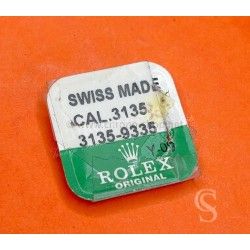 SWISS MADE
CAL.3135
3135-9335
ROLEX
ORIGINAL
S